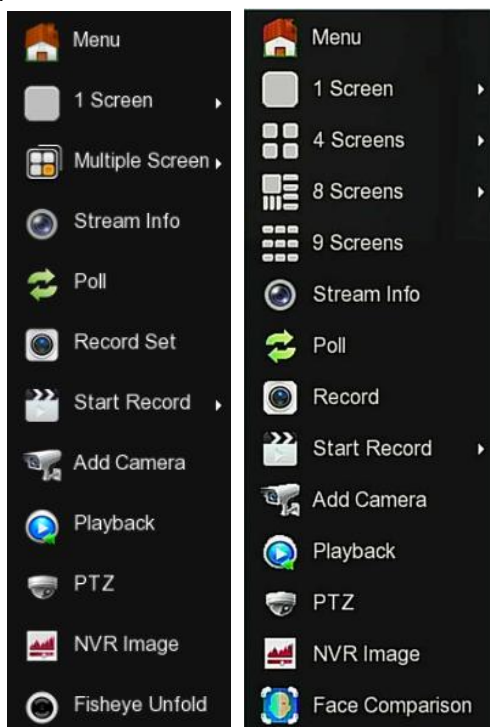 Menu
1 Screen
Multiple Screen
Stream Info
Poll
Record Set
Start Record
Add Camera
Playback
PTZ
NVR Image
Fisheye Unfold
Menu
1 Screen
4 Screens
8 Screens
9 Screens
Stream Info
Poll
Record
Start Record
Add Camera
Playback
PTZ
NVR Image
Face Comparison